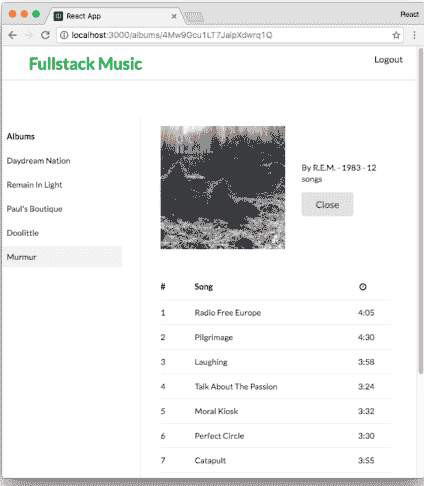 React App
React
localhost:3000/albums/4Mw9Gcu1LT7JaipXdwrq1Q
Fullstack Music
Logout
Albums
Daydream Nation
Remain In Light
Paul's Boutique
Doolittle
Murmur
By R.E.M. - 1983 - 12
songs
Close
# Song
1 Radio Free Europe 4:05
2 Pilgrimage 4:30
3 Laughing 3:58
4 Talk About The Passion 3:24
5 Moral Kiosk 3:32
6 Perfect Circle 3:30
7 Catapult 3:55